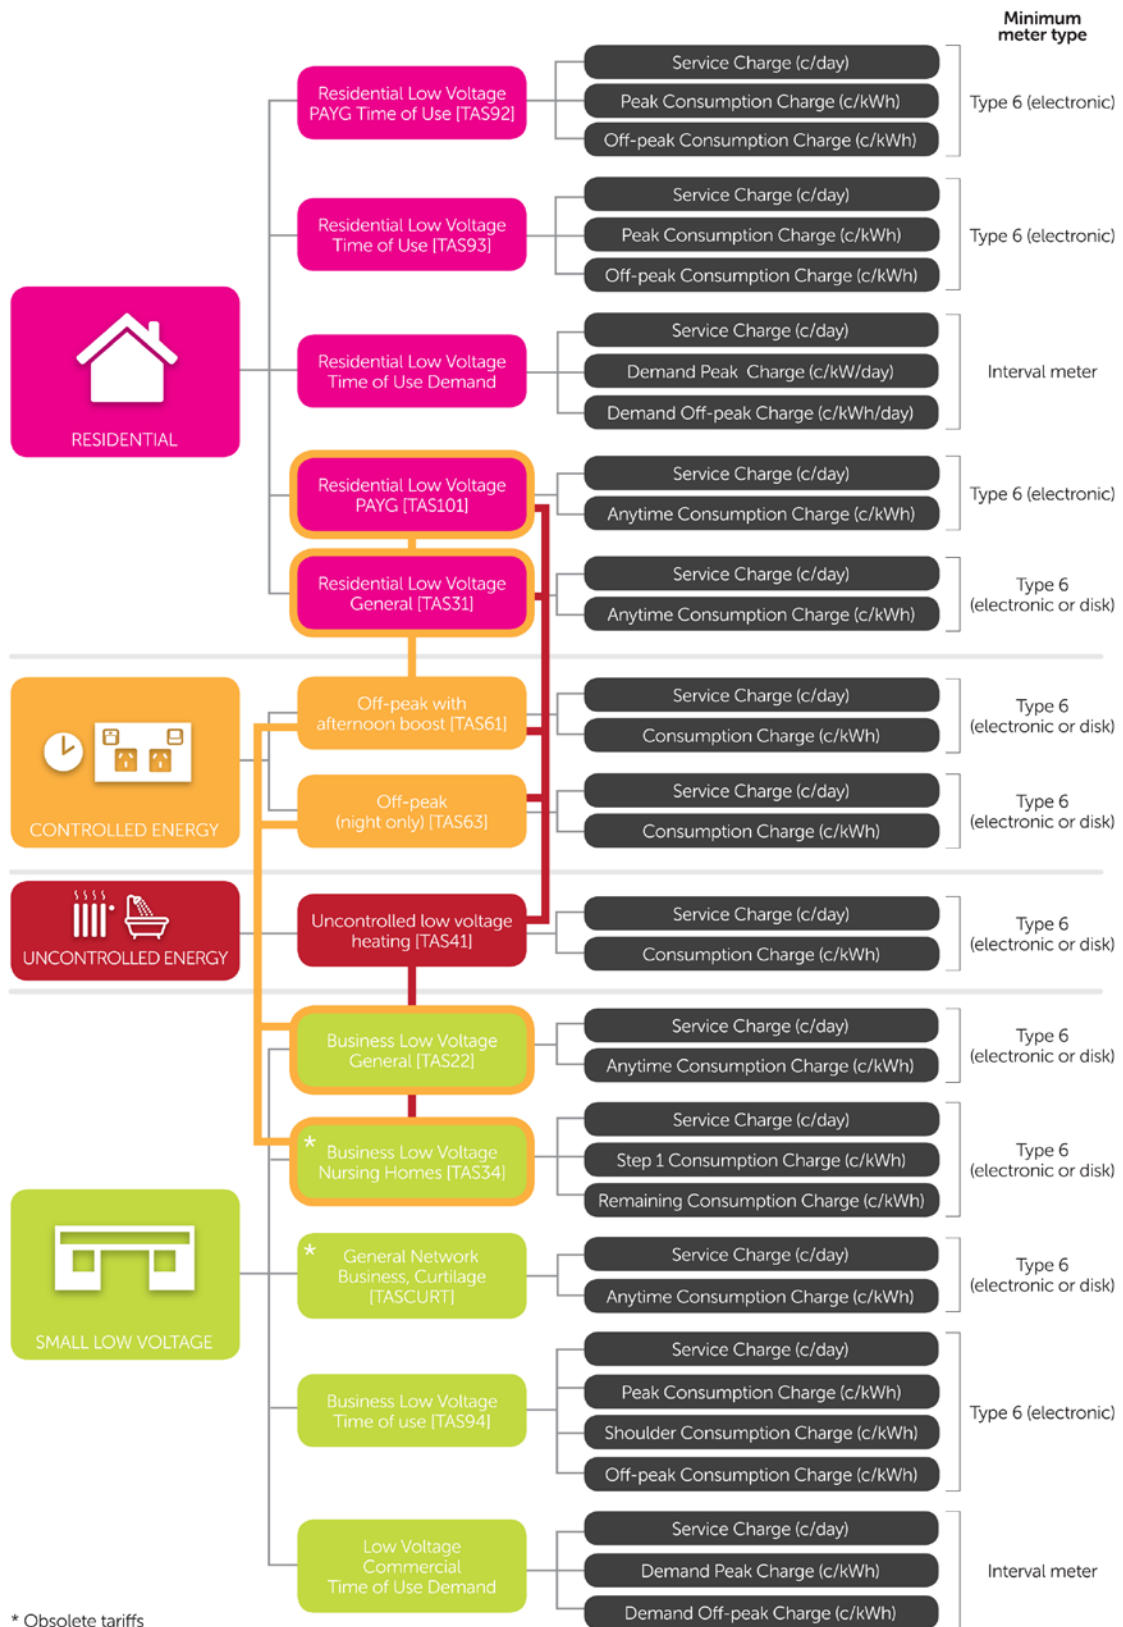 Minimum
meter type
Residential Low Voltage
PAYG Time of Use [TAS92]
Service Charge (c/day)
Peak Consumption Charge (c/kWh)
Off-peak Consumption Charge (c/kWh)
Type 6 (electronic)
Residential Low Voltage
Time of Use [TAS93]
Service Charge (c/day)
Peak Consumption Charge (c/kWh)
Off-peak Consumption Charge (c/kWh)
Type 6 (electronic)
RESIDENTIAL
Residential Low Voltage
Time of Use Demand
Service Charge (c/day)
Demand Peak Charge (c/kW/day)
Demand Off-peak Charge (c/kWh/day)
Interval meter
Residential Low Voltage
PAYG [TAS101]
Service Charge (c/day)
Anytime Consumption Charge (c/kWh)
Type 6 (electronic)
Residential Low Voltage
General [TAS31]
Service Charge (c/day)
Anytime Consumption Charge (c/kWh)
Type 6
(electronic or disk)
CONTROLLED ENERGY
Off-peak with
afternoon boost [TAS61]
Service Charge (c/day)
Consumption Charge (c/kWh)
Type 6
(electronic or disk)
Off-peak
(night only) [TAS63]
Service Charge (c/day)
Consumption Charge (c/kWh)
Type 6
(electronic or disk)
UNCONTROLLED ENERGY
Uncontrolled low voltage
heating [TAS41]
Service Charge (c/day)
Consumption Charge (c/kWh)
Type 6
(electronic or disk)
Business Low Voltage
General [TAS22]
Service Charge (c/day)
Anytime Consumption Charge (c/kWh)
Type 6
(electronic or disk)
* Business Low Voltage
Nursing Homes [TAS34]
Service Charge (c/day)
Step 1 Consumption Charge (c/kWh)
Remaining Consumption Charge (c/kWh)
Type 6
(electronic or disk)
SMALL LOW VOLTAGE
* General Network
Business, Curtilage
[TASCURT]
Service Charge (c/day)
Anytime Consumption Charge (c/kWh)
Type 6
(electronic or disk)
Business Low Voltage
Time of use [TAS94]
Service Charge (c/day)
Peak Consumption Charge (c/kWh)
Shoulder Consumption Charge (c/kWh)
Off-peak Consumption Charge (c/kWh)
Type 6 (electronic)
Low Voltage
Commercial
Time of Use Demand
Service Charge (c/day)
Demand Peak Charge (c/kWh)
Demand Off-peak Charge (c/kWh)
Interval meter
* Obsolete tariffs